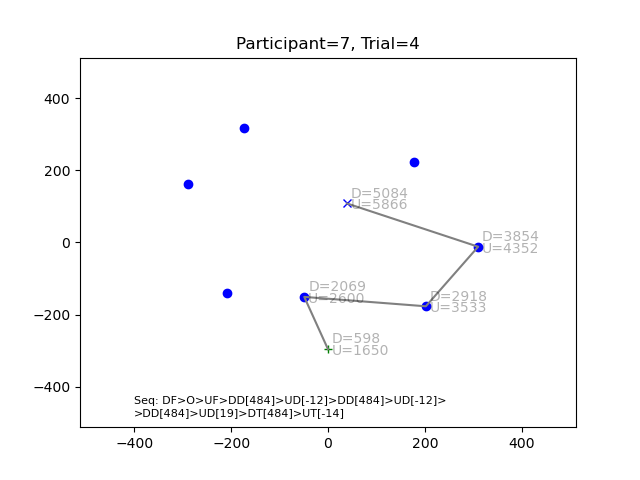 Participant=7, Trial=4
400
200
0
−200
−400
D=5084
U=5866
D=3854
U=4352
D=2069
U=2600
D=2918
U=3533
D=598
U=1650
Seq: DF>O>UF>DD[484]>UD[-12]>DD[484]>UD[-12]>
>DD[484]>UD[19]>DT[484]>UT[-14]
−400 −200 0 200 400